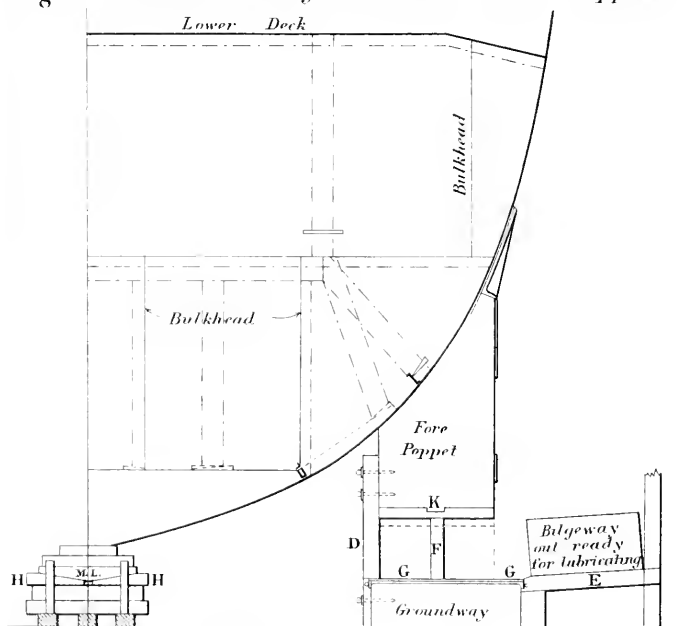 Lower Deck
Bulkhead
Bulkhead
Fore
Poppet
K
D
F
G G
Bilgeway
out ready
for lubricating
E
H M.L. H
Groundway